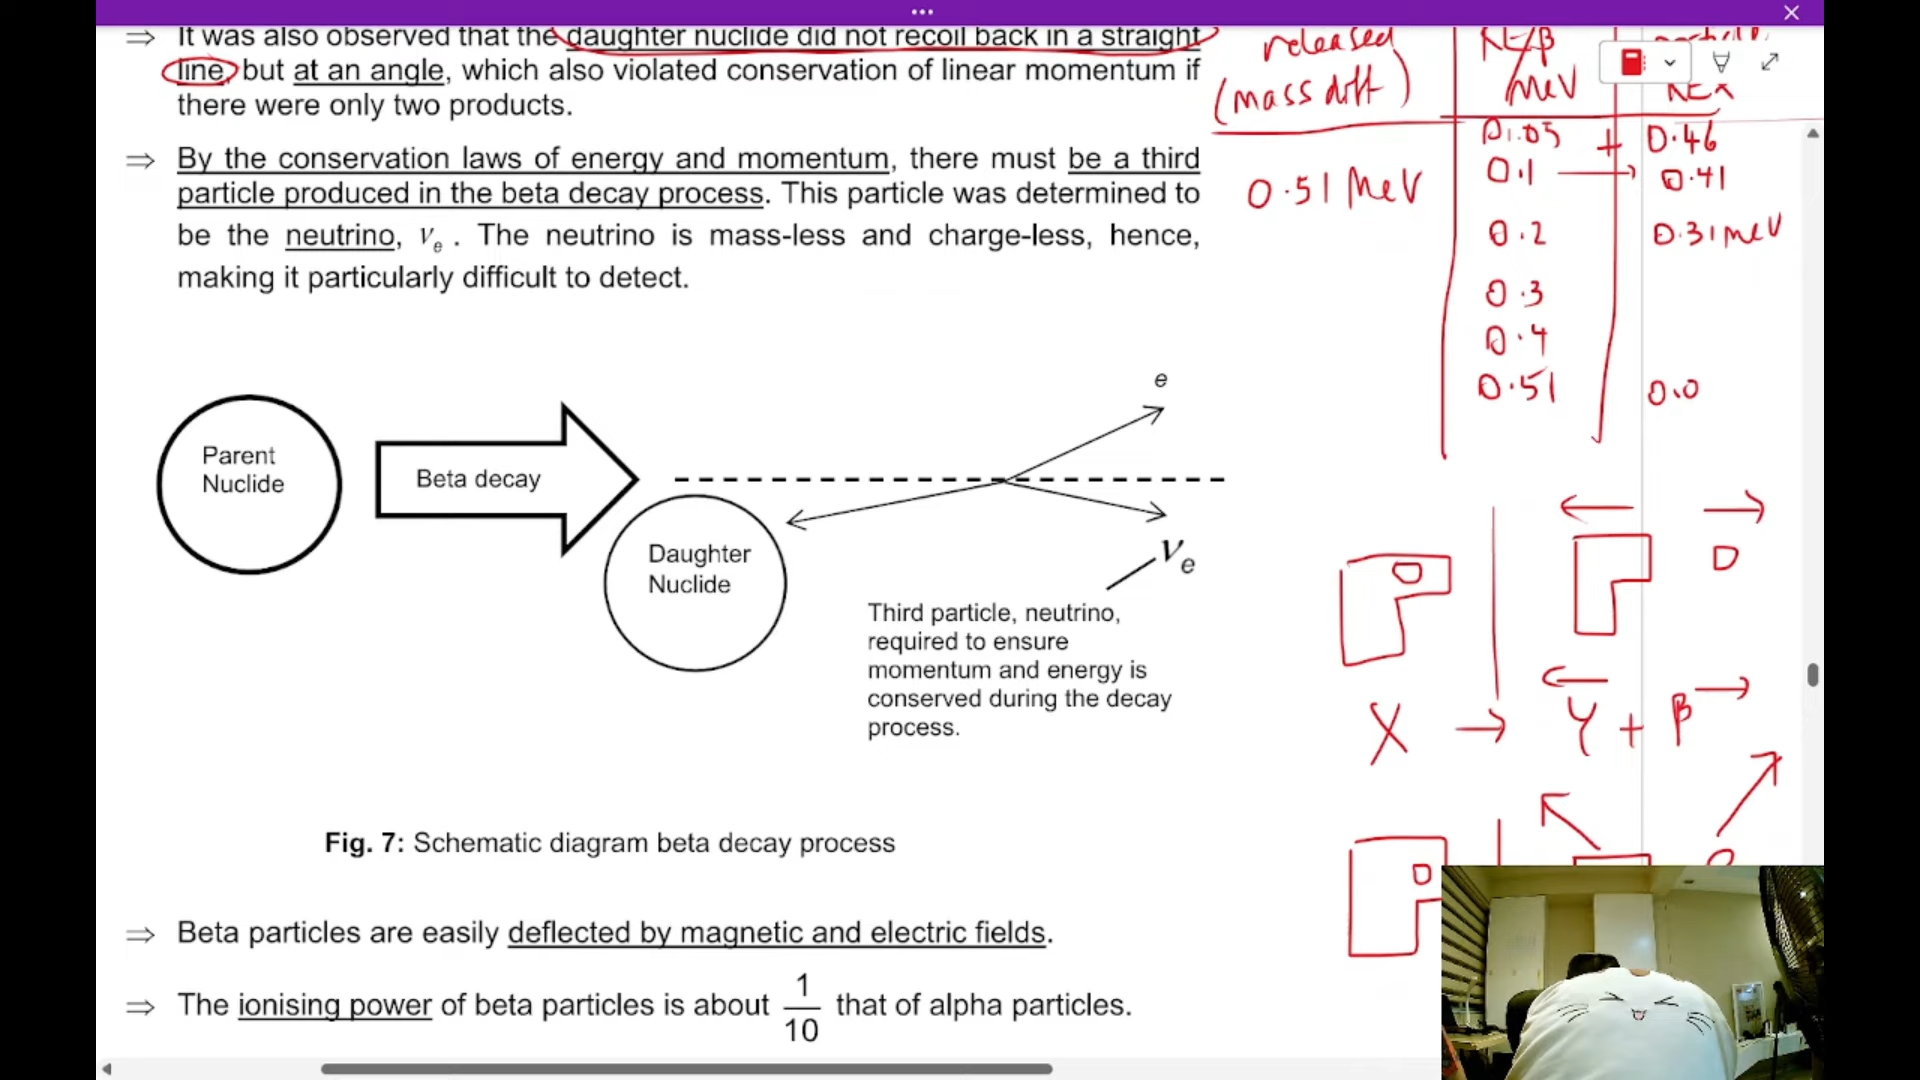 ⇒ It was also observed that the daughter nuclide did not recoil back in a straight
line, but at an angle, which also violated conservation of linear momentum if
there were only two products.
⇒ By the conservation laws of energy and momentum, there must be a third
particle produced in the beta decay process. This particle was determined to
be the neutrino, νe . The neutrino is mass-less and charge-less, hence,
making it particularly difficult to detect.
Parent
Nuclide
Beta decay
e
Daughter
Nuclide
νe
Third particle, neutrino,
required to ensure
momentum and energy is
conserved during the decay
process.
Fig. 7: Schematic diagram beta decay process
⇒ Beta particles are easily deflected by magnetic and electric fields.
⇒ The ionising power of beta particles is about 1/10 that of alpha particles.
released
(mass diff)
0.51 MeV
MeV
0.05 + 0.46
0.1 → 0.41
0.2 0.31 meV
0.3
0.4
0.51 0.0
X → Y + β